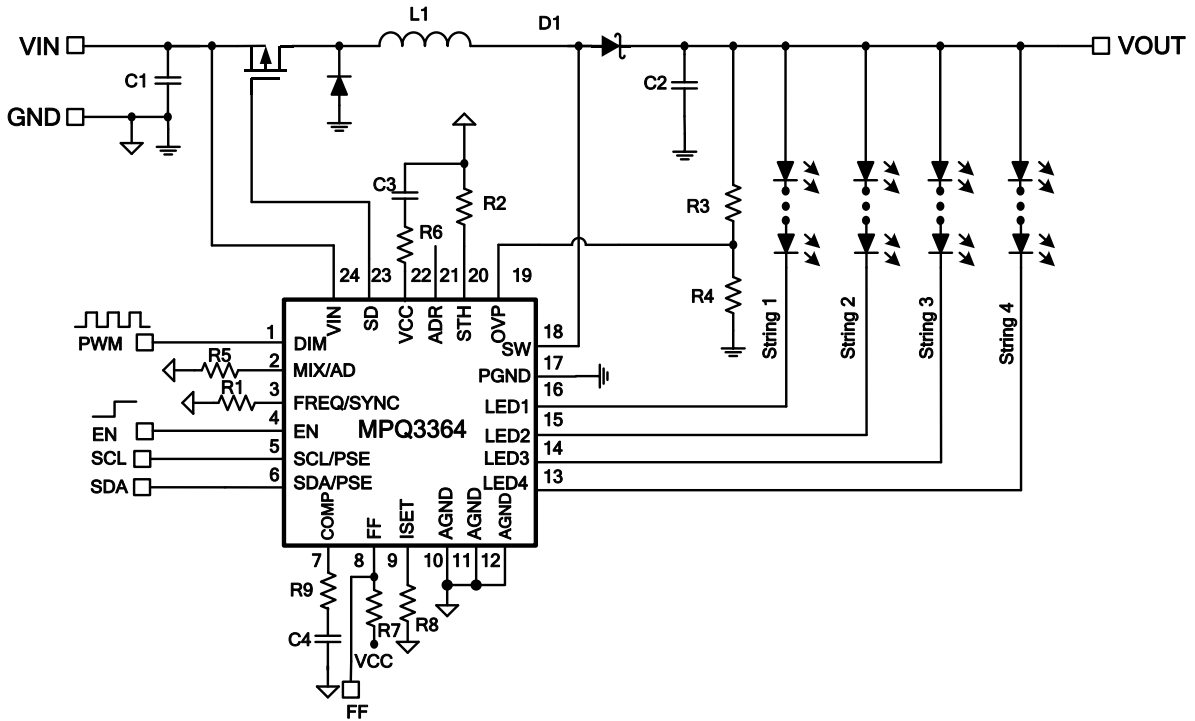 L1
D1
VIN
VOUT
C1
C2
GND
C3
R2
R3
R6
24
23
22
21
20
19
R4
String 1
String 2
String 3
String 4
VIN
SD
VCC
ADR
STH
OVP
PWM
1
DIM
SW
18
R5
2
MIX/AD
PGND
17
R1
3
FREQ/SYNC
LED1
16
EN
4
EN
MPQ3364
LED2
15
SCL
5
SCL/PSE
LED3
14
SDA
6
SDA/PSE
LED4
13
COMP
FF
ISET
AGND
AGND
AGND
7
8
9
10
11
12
R9
R7
R8
C4
VCC
FF